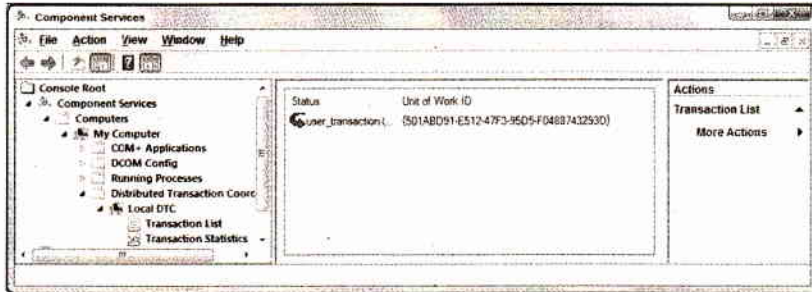 Component Services
File Action View Window Help
Console Root
Component Services
Computers
My Computer
COM+ Applications
DCOM Config
Running Processes
Distributed Transaction Coorc
Local DTC
Transaction List
Transaction Statistics
Status Unit of Work ID
user_transaction (... {501ABD91-E512-47F3-95D5-F0488743253D)
Actions
Transaction List
More Actions